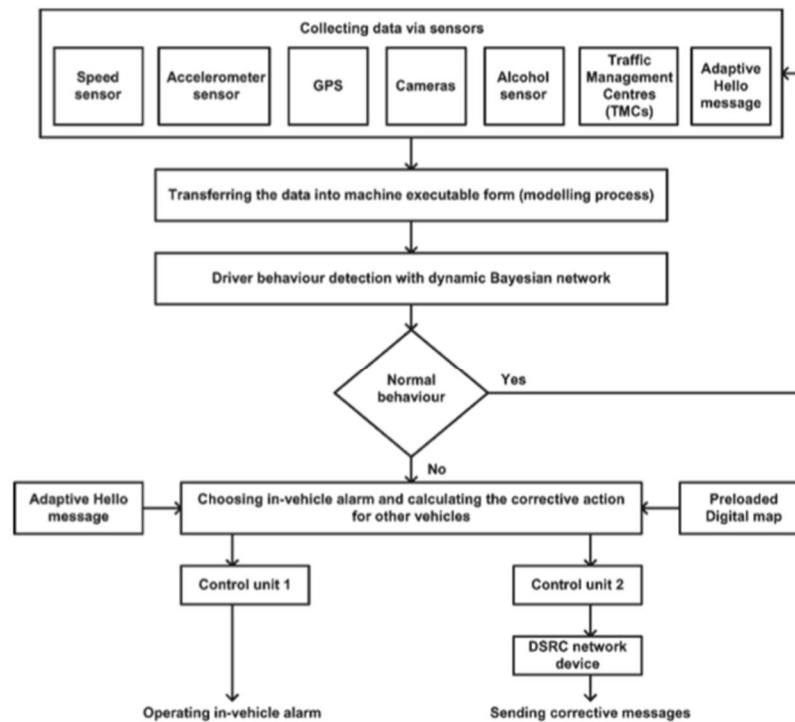 Collecting data via sensors
Speed
sensor
Accelerometer
sensor
GPS
Cameras
Alcohol
sensor
Traffic
Management
Centres
(TMCs)
Adaptive
Hello
message
Transferring the data into machine executable form (modelling process)
Driver behaviour detection with dynamic Bayesian network
Normal
behaviour
Yes
No
Adaptive Hello
message
Choosing in-vehicle alarm and calculating the corrective action
for other vehicles
Preloaded
Digital map
Control unit 1
Control unit 2
DSRC network
device
Operating in-vehicle alarm
Sending corrective messages